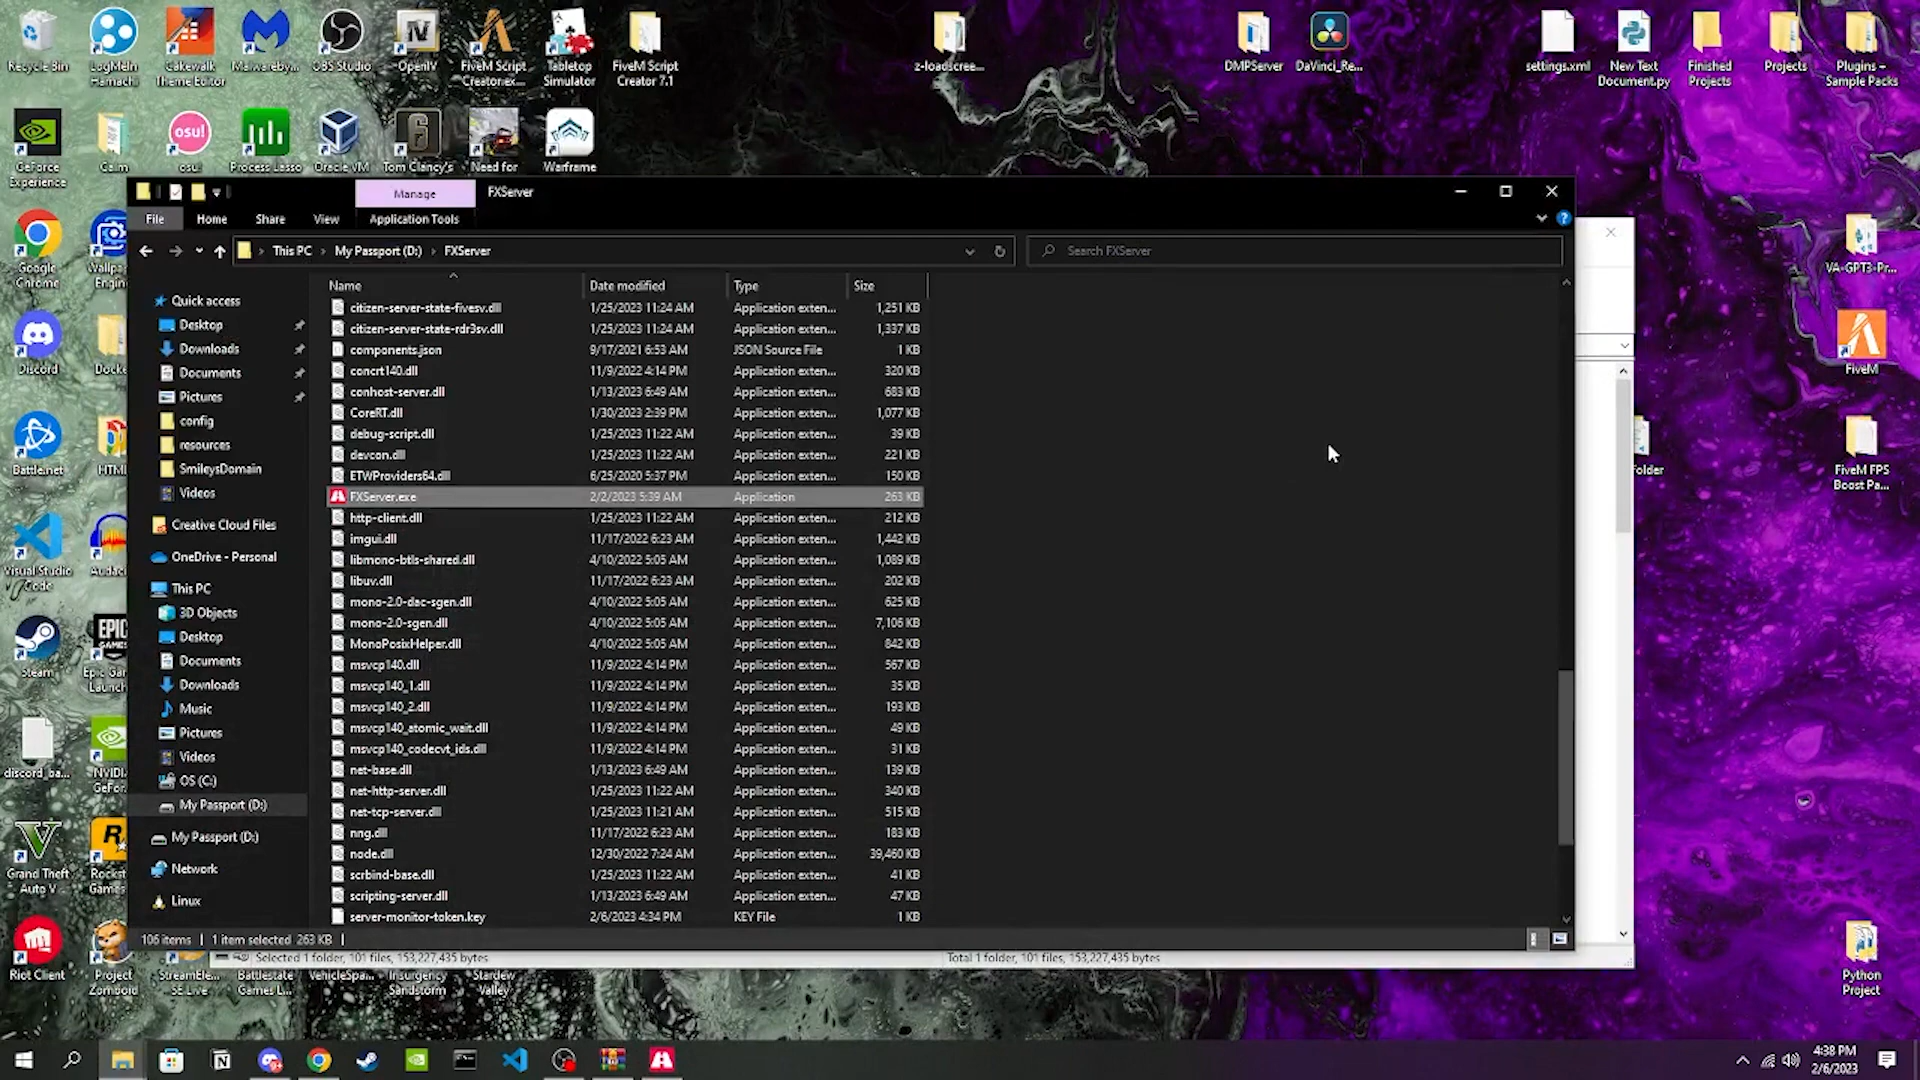 Recycle Bin
LogMeIn Hamachi
Cakewalk Theme Editor
Malwareby...
OBS Studio
OpenIV
FiveM Script Creator.ex...
Tabletop Simulator
FiveM Script Creator 7.1
z-loadscree...
DMPServer
DaVinci_Re...
settings.xml
New Text Document.py
Finished Projects
Projects
Plugins - Sample Packs
GeForce Experience
Calm
osu!
Process Lasso
Oracle VM
Tom Clancy's
Need for
Warframe
Manage
FXServer
File
Home
Share
View
Application Tools
This PC
My Passport (D:)
FXServer
Search FXServer
Name
Date modified
Type
Size
citizen-server-state-fivesv.dll 1/25/2023 11:24 AM Application exten... 1,251 KB
citizen-server-state-rdr3sv.dll 1/25/2023 11:24 AM Application exten... 1,337 KB
components.json 9/17/2021 6:53 AM JSON Source File 1 KB
concrt140.dll 11/9/2022 4:14 PM Application exten... 320 KB
conhost-server.dll 1/13/2023 6:49 AM Application exten... 683 KB
CoreRT.dll 1/30/2023 2:39 PM Application exten... 1,077 KB
debug-script.dll 1/25/2023 11:22 AM Application exten... 39 KB
devcon.dll 1/25/2023 11:22 AM Application exten... 221 KB
ETWProviders64.dll 6/25/2020 5:37 PM Application exten... 150 KB
FXServer.exe 2/2/2023 5:39 AM Application 263 KB
http-client.dll 1/25/2023 11:22 AM Application exten... 212 KB
imgui.dll 11/17/2022 6:23 AM Application exten... 1,442 KB
libmono-btls-shared.dll 4/10/2022 5:05 AM Application exten... 1,089 KB
libuv.dll 11/17/2022 6:23 AM Application exten... 202 KB
mono-2.0-dac-sgen.dll 4/10/2022 5:05 AM Application exten... 625 KB
mono-2.0-sgen.dll 4/10/2022 5:05 AM Application exten... 7,106 KB
MonoPosixHelper.dll 4/10/2022 5:05 AM Application exten... 842 KB
msvcp140.dll 11/9/2022 4:14 PM Application exten... 567 KB
msvcp140_1.dll 11/9/2022 4:14 PM Application exten... 35 KB
msvcp140_2.dll 11/9/2022 4:14 PM Application exten... 193 KB
msvcp140_atomic_wait.dll 11/9/2022 4:14 PM Application exten... 49 KB
msvcp140_codecvt_ids.dll 11/9/2022 4:14 PM Application exten... 31 KB
net-base.dll 1/13/2023 6:49 AM Application exten... 139 KB
net-http-server.dll 1/25/2023 11:22 AM Application exten... 340 KB
net-tcp-server.dll 1/25/2023 11:21 AM Application exten... 515 KB
nng.dll 11/17/2022 6:23 AM Application exten... 183 KB
node.dll 12/30/2022 7:24 AM Application exten... 39,460 KB
scrbind-base.dll 1/25/2023 11:22 AM Application exten... 41 KB
scripting-server.dll 1/13/2023 6:49 AM Application exten... 47 KB
server-monitor-token.key 2/6/2023 4:34 PM KEY File 1 KB
Quick access
Desktop
Downloads
Documents
Pictures
config
resources
SmileysDomain
Videos
Creative Cloud Files
OneDrive - Personal
This PC
3D Objects
Desktop
Documents
Downloads
Music
Pictures
Videos
OS (C:)
My Passport (D:)
My Passport (D:)
Network
Linux
106 items
1 item selected 263 KB
Selected 1 folder, 101 files, 153,227,435 bytes
Total 1 folder, 101 files, 153,227,435 bytes
Google Chrome
Wallpa Engin
Discord
Docke
Battle.net
HTML
Visual Studio Code
Audac
Steam
EPIC GAMES
Epic Ga Launch
discord_ba...
NVIDI GeFor
Grand Theft Auto V
Rockst Games
Riot Client
Project Zomboid
StreamEle... SE.Live
Battlestate Games L...
VehicleSpa...
Insurgency Sandstorm
Stardew Valley
VA-GPT3-Pr...
FiveM
FiveM FPS Boost Pa...
Folder
Python Project
4:38 PM
2/6/2023